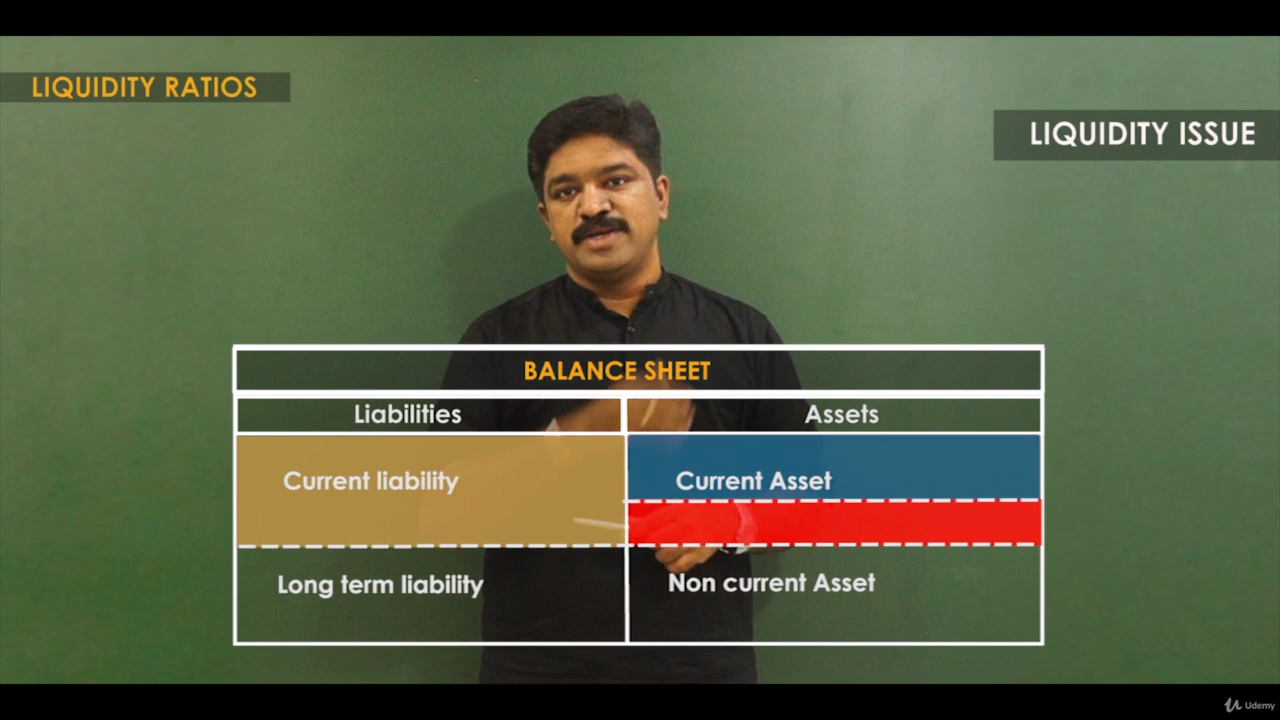 LIQUIDITY RATIOS
LIQUIDITY ISSUE
BALANCE SHEET
Liabilities
Assets
Current liability
Current Asset
Long term liability
Non current Asset
Udemy